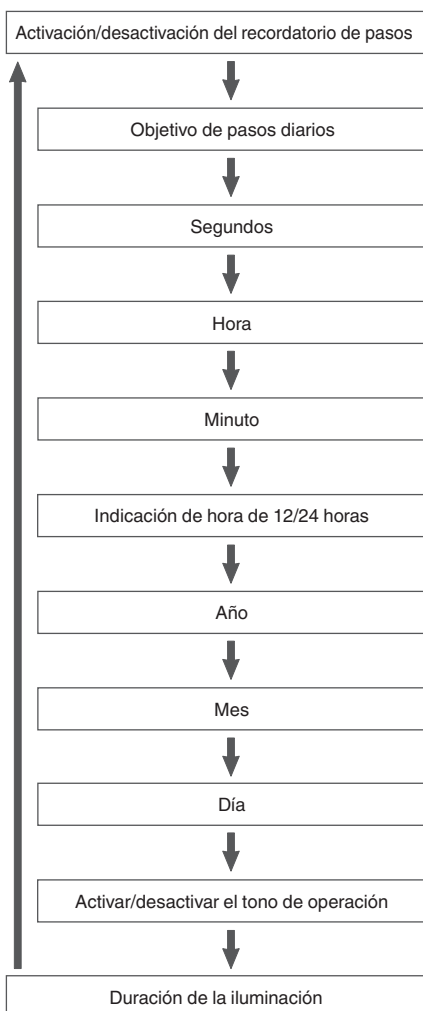 Activación/desactivación del recordatorio de pasos
Objetivo de pasos diarios
Segundos
Hora
Minuto
Indicación de hora de 12/24 horas
Año
Mes
Día
Activar/desactivar el tono de operación
Duración de la iluminación